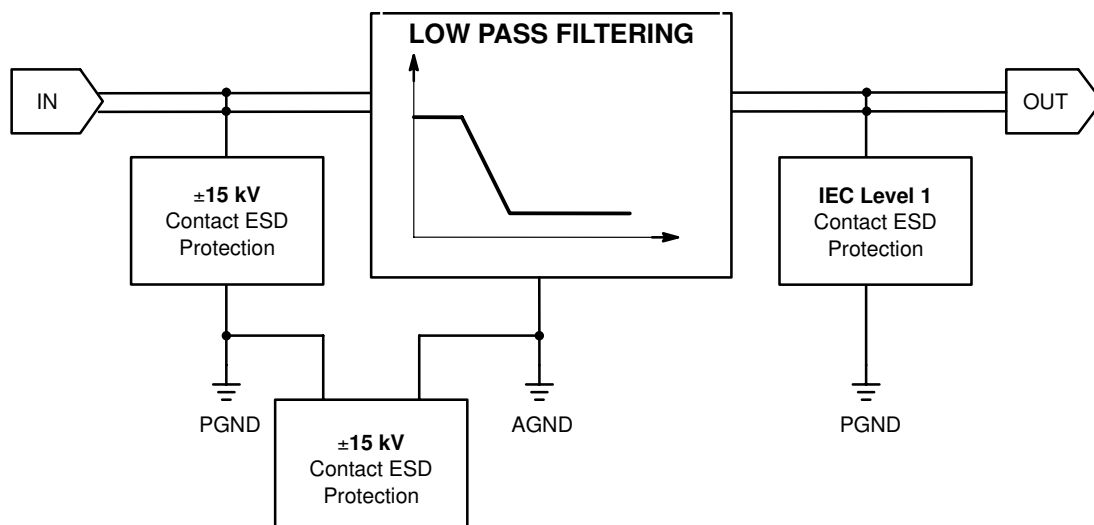 LOW PASS FILTERING
IN
OUT
±15 kV
Contact ESD
Protection
IEC Level 1
Contact ESD
Protection
PGND
AGND
PGND
±15 kV
Contact ESD
Protection